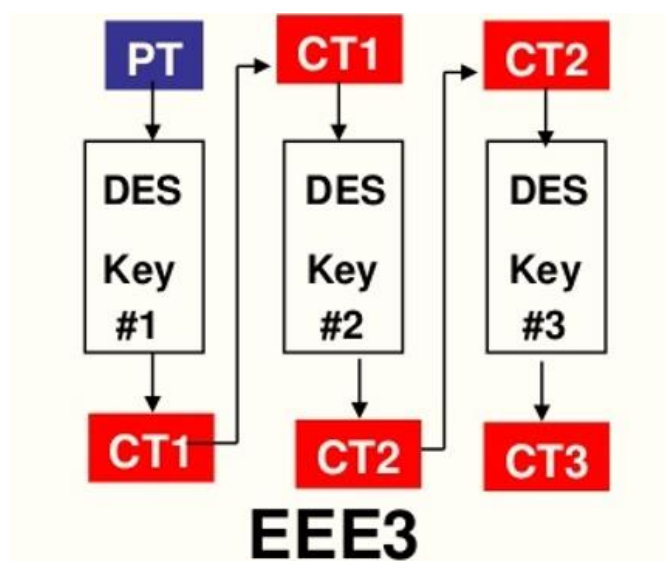 PT
CT1
CT2
DES
Key
#1
DES
Key
#2
DES
Key
#3
CT1
CT2
CT3
EEE3